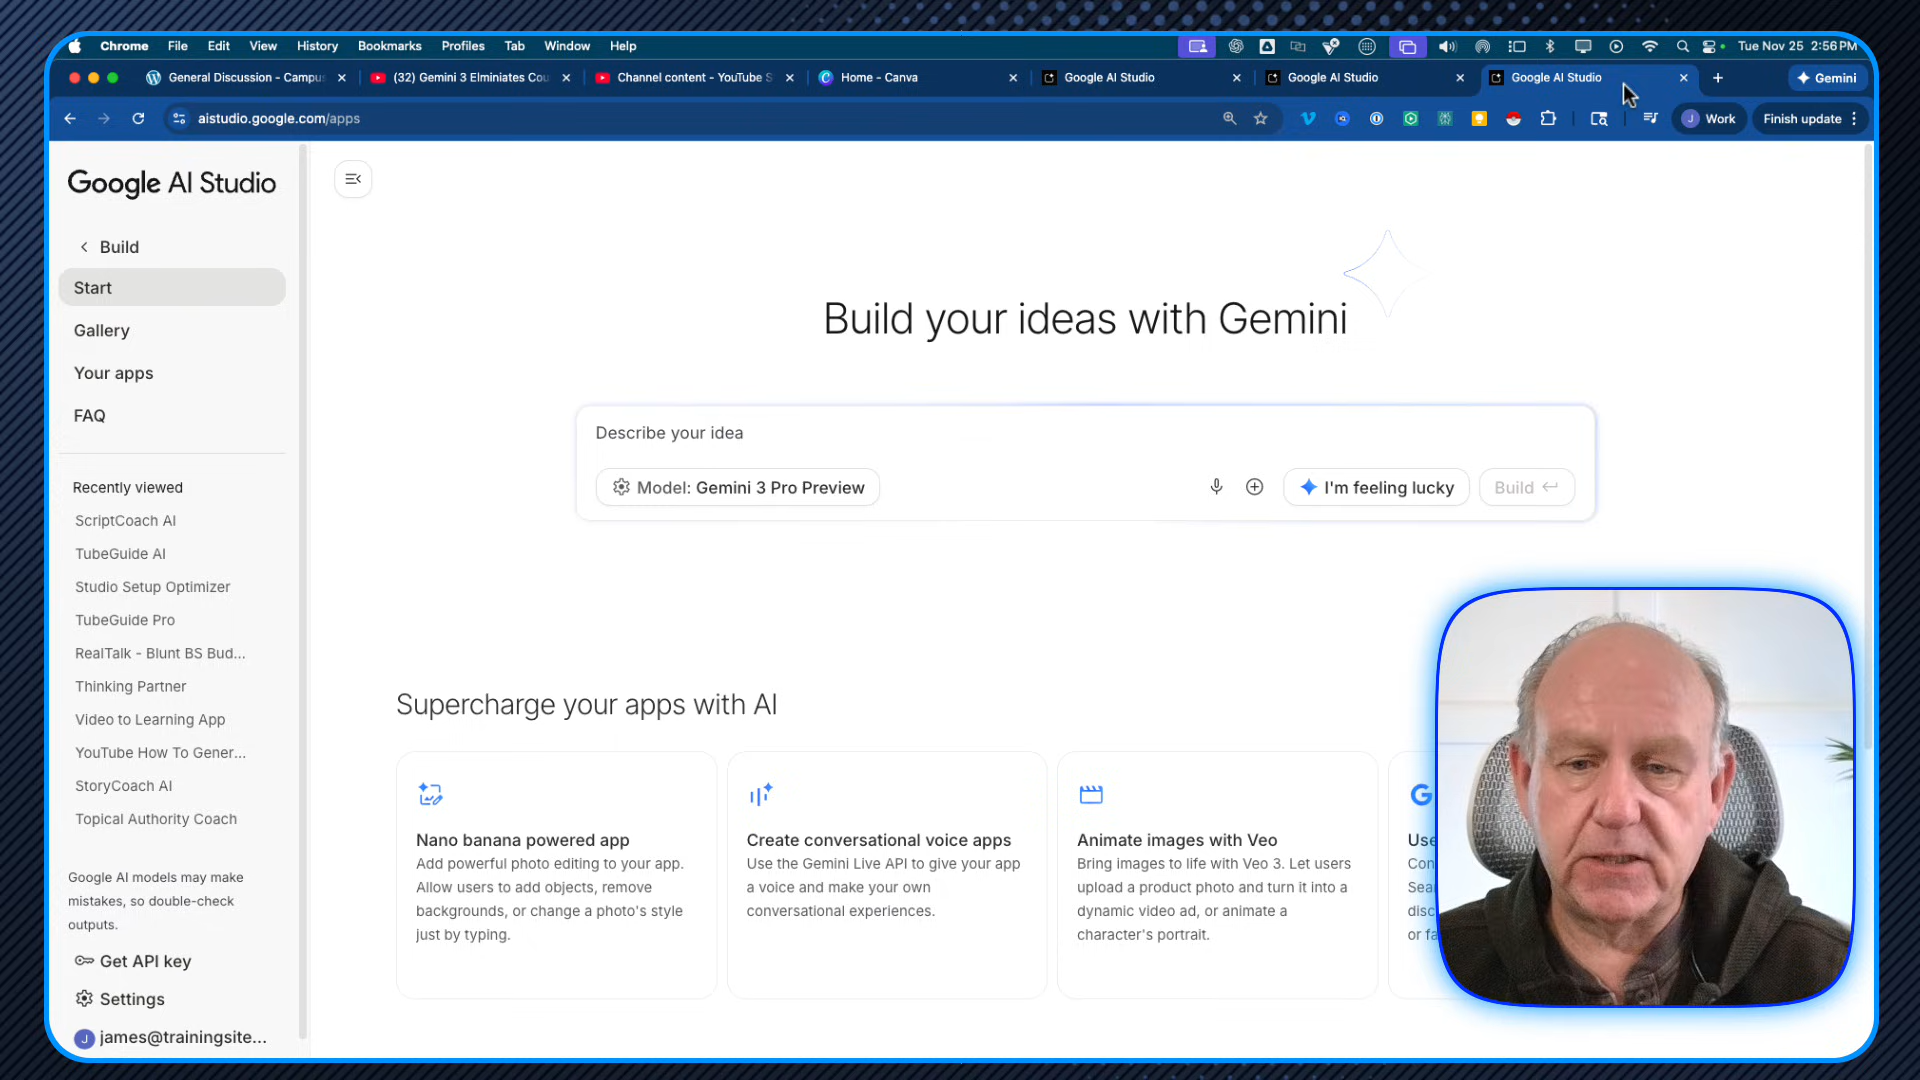 Chrome File Edit View History Bookmarks Profiles Tab Window Help Tue Nov 25 2:56 PM
General Discussion - Campus (32) Gemini 3 Elminiates Cou Channel content - YouTube S Home - Canva Google AI Studio Google AI Studio Google AI Studio Gemini
aistudio.google.com/apps J Work Finish update
Google AI Studio
Build
Start
Gallery
Your apps
FAQ
Recently viewed
ScriptCoach AI
TubeGuide AI
Studio Setup Optimizer
TubeGuide Pro
RealTalk - Blunt BS Bud...
Thinking Partner
Video to Learning App
YouTube How To Gener...
StoryCoach AI
Topical Authority Coach
Google AI models may make
mistakes, so double-check
outputs.
Get API key
Settings
J james@trainingsite...
Build your ideas with Gemini
Describe your idea
Model: Gemini 3 Pro Preview I'm feeling lucky Build
Supercharge your apps with AI
Nano banana powered app
Add powerful photo editing to your app.
Allow users to add objects, remove
backgrounds, or change a photo's style
just by typing.
Create conversational voice apps
Use the Gemini Live API to give your app
a voice and make your own
conversational experiences.
Animate images with Veo
Bring images to life with Veo 3. Let users
upload a product photo and turn it into a
dynamic video ad, or animate a
character's portrait.
Use
Con
Sear
disc
or fa